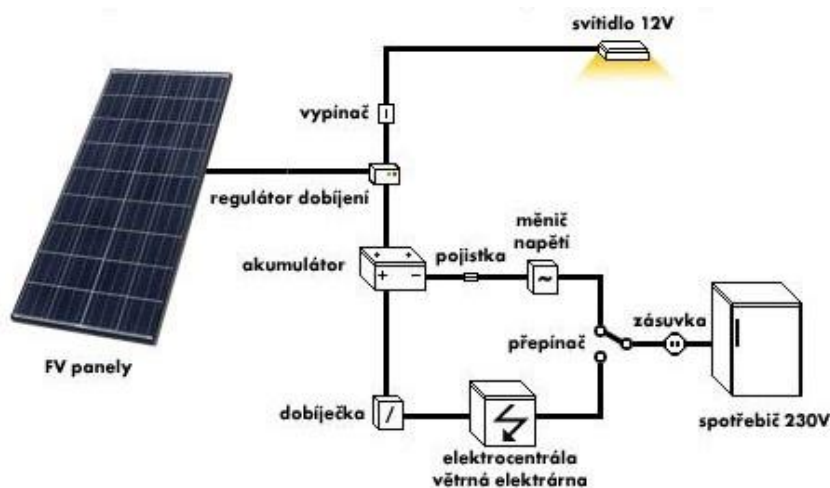 svítidlo 12V
vypínač
regulátor dobíjení
měnič
napětí
akumulátor
pojistka
zásuvka
přepínač
FV panely
dobíječka
spotřebič 230V
elektrocentrála
větrná elektrárna